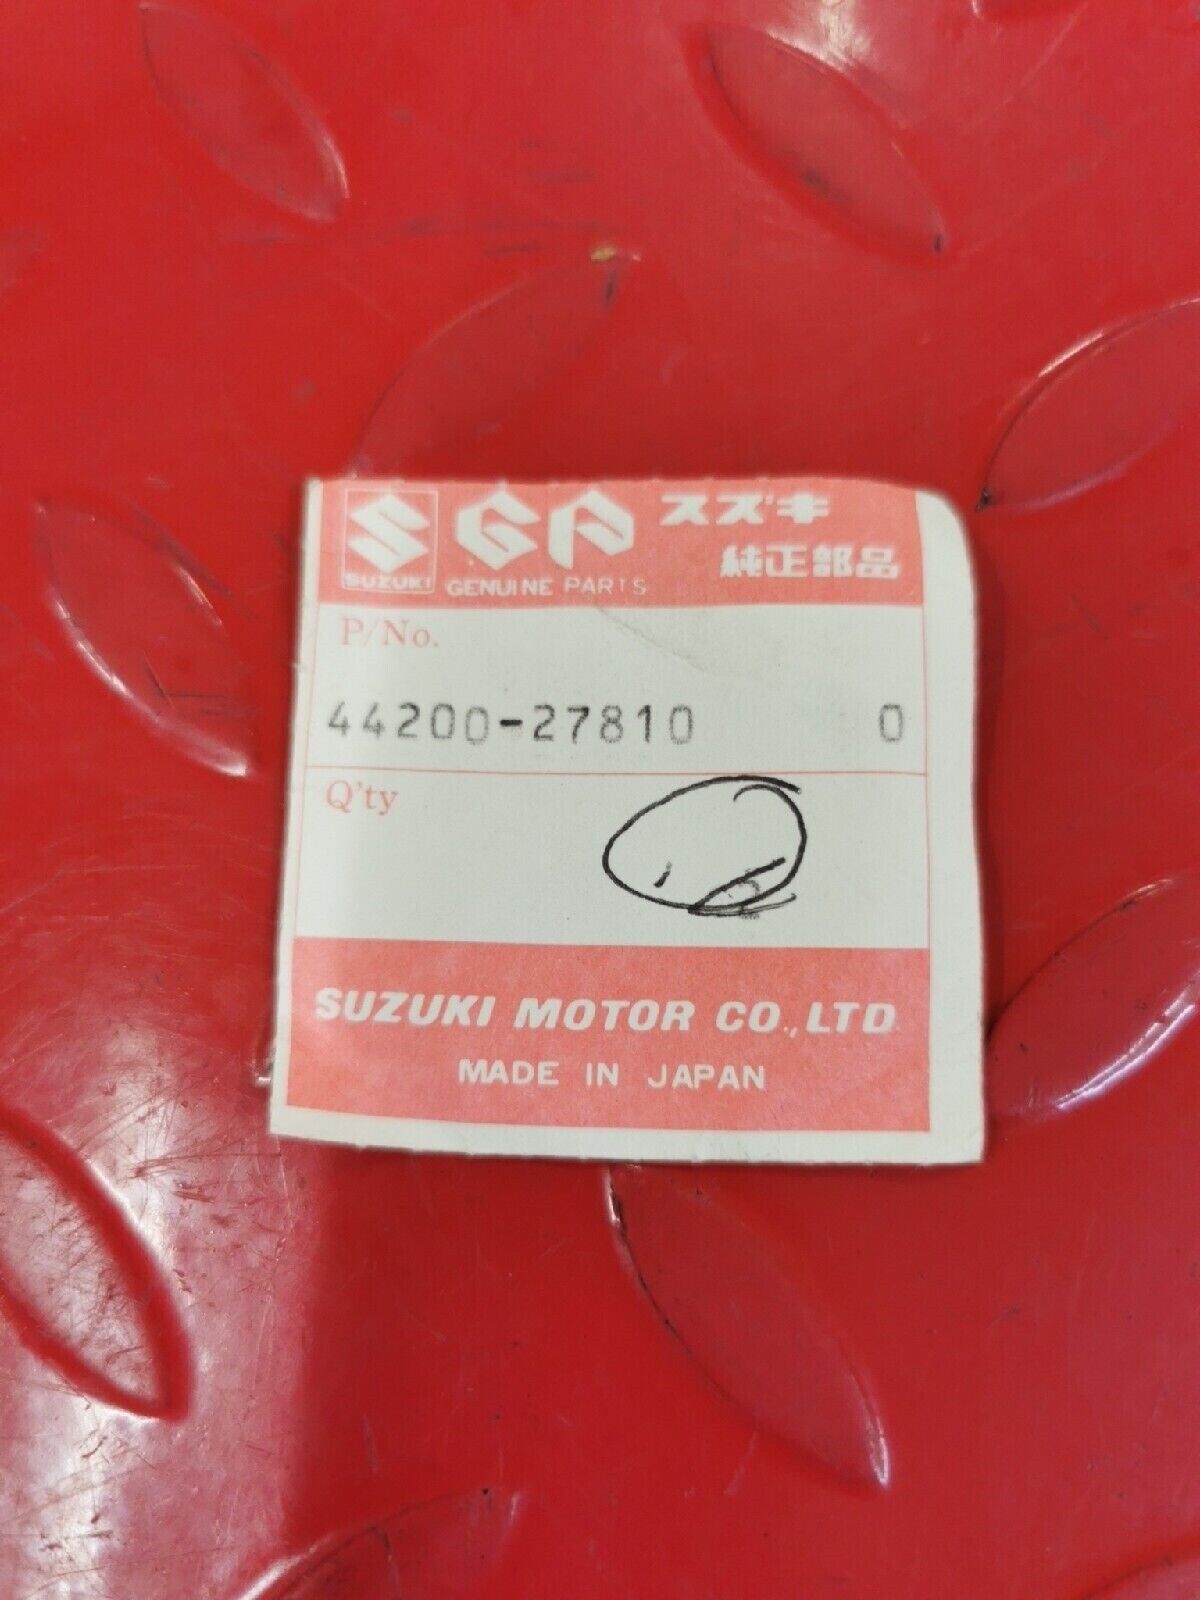 SUZUKI
SGP スズキ
GENUINE PARTS 純正部品
P/No.
44200-27810 0
Q'ty
SUZUKI MOTOR CO.,LTD
MADE IN JAPAN